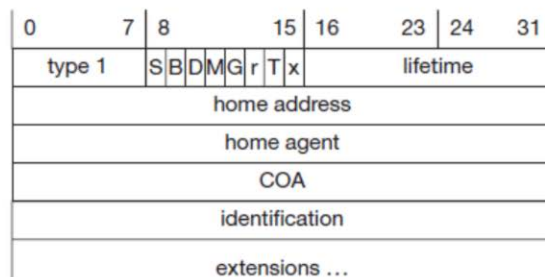 0 7 8 15 16 23 24 31
type 1 S B D M G r T x lifetime
home address
home agent
COA
identification
extensions ...